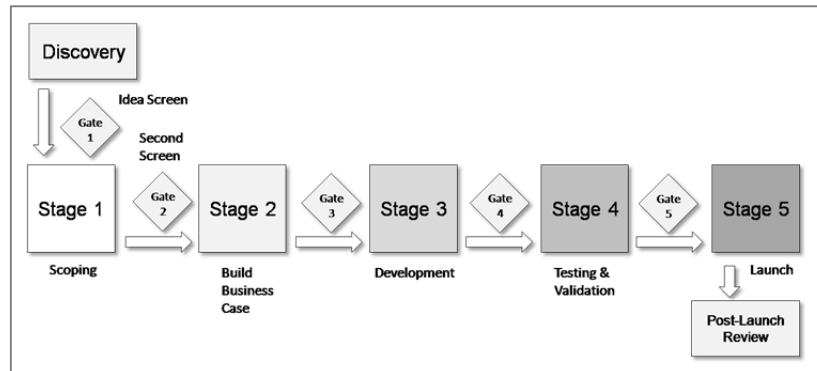 Discovery
Idea Screen
Gate
1
Second
Screen
Stage 1
Gate
2
Stage 2
Gate
3
Stage 3
Gate
4
Stage 4
Gate
5
Stage 5
Scoping
Build
Business
Case
Development
Testing &
Validation
Launch
Post-Launch
Review